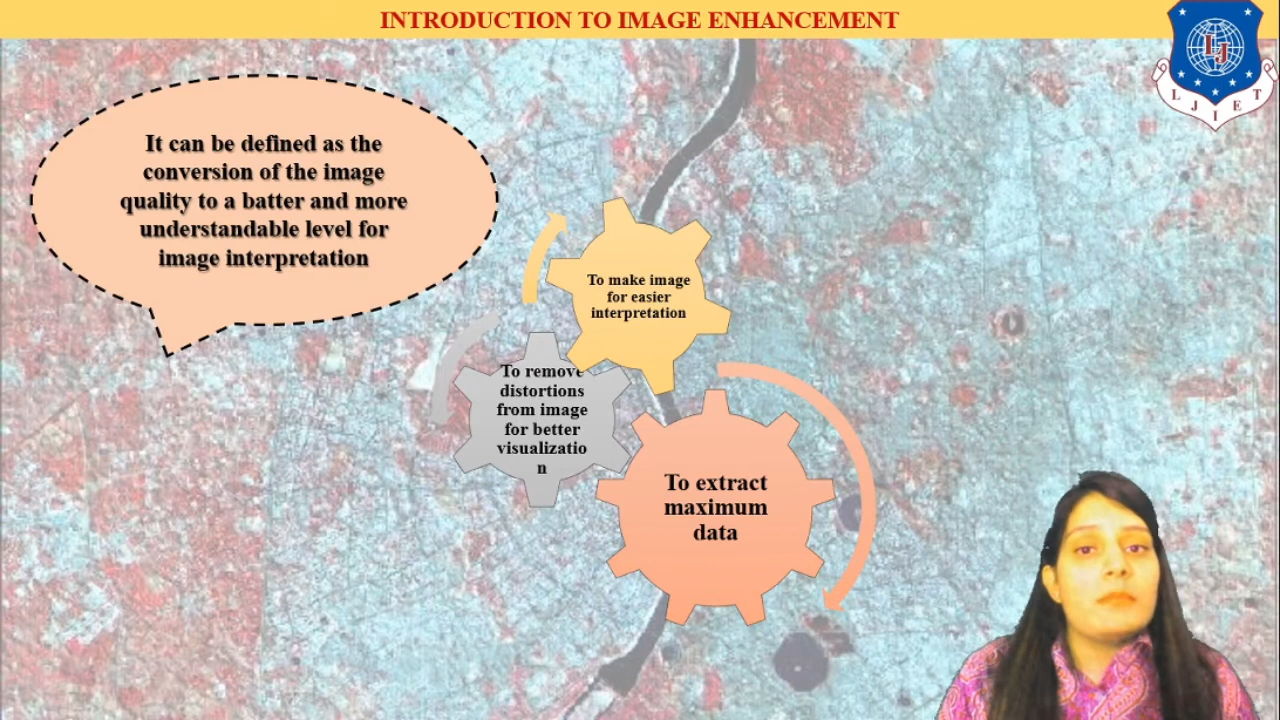 INTRODUCTION TO IMAGE ENHANCEMENT
LJ
L J I E T
It can be defined as the
conversion of the image
quality to a batter and more
understandable level for
image interpretation
To make image
for easier
interpretation
To remove
distortions
from image
for better
visualizatio
n
To extract
maximum
data